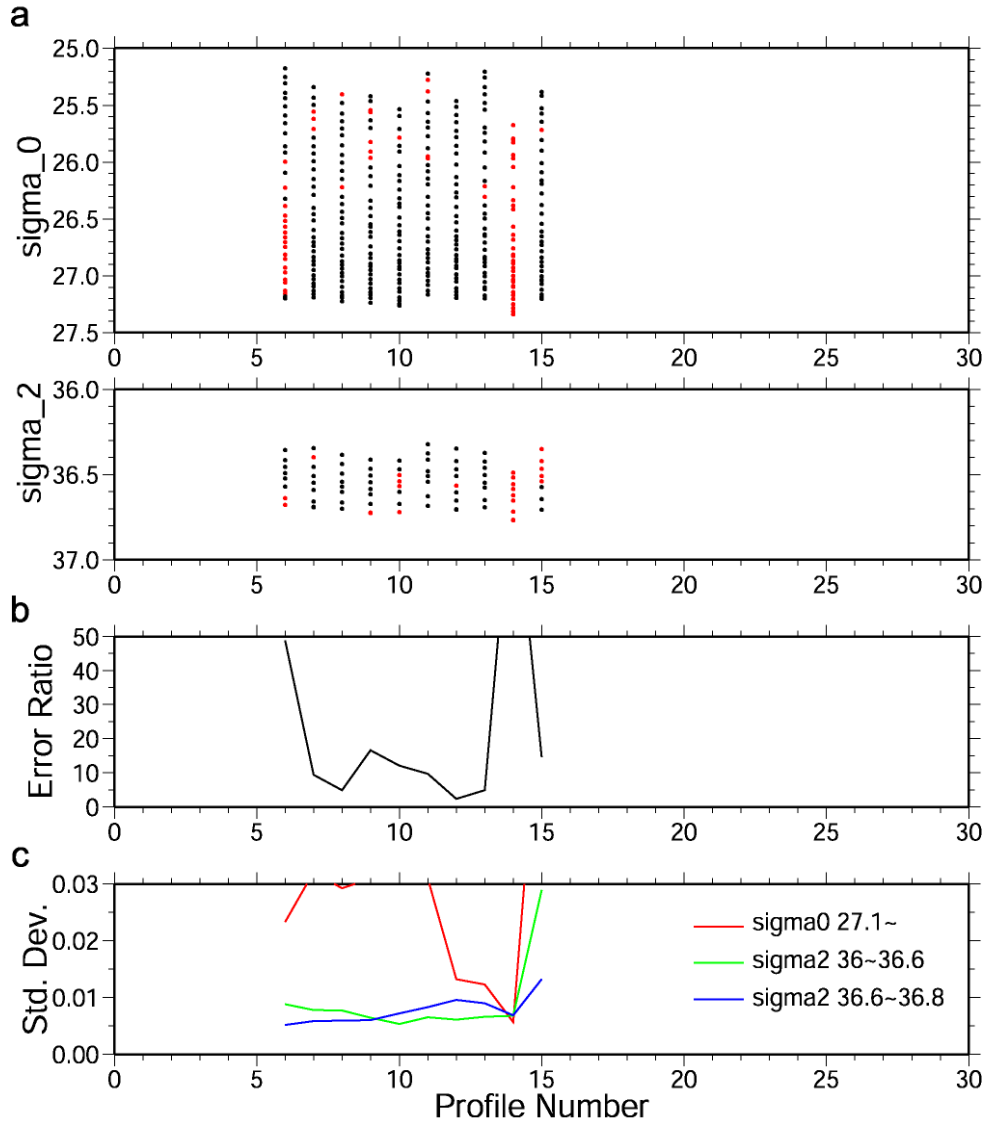 a
25.0
25.5
26.0
26.5
27.0
27.5
sigma_0
0 5 10 15 20 25 30
36.0
36.5
37.0
sigma_2
0 5 10 15 20 25 30
b
50
40
30
20
10
0
Error Ratio
0 5 10 15 20 25 30
c
0.03
0.02
0.01
0.00
Std. Dev.
sigma0 27.1~
sigma2 36~36.6
sigma2 36.6~36.8
0 5 10 15 20 25 30
Profile Number